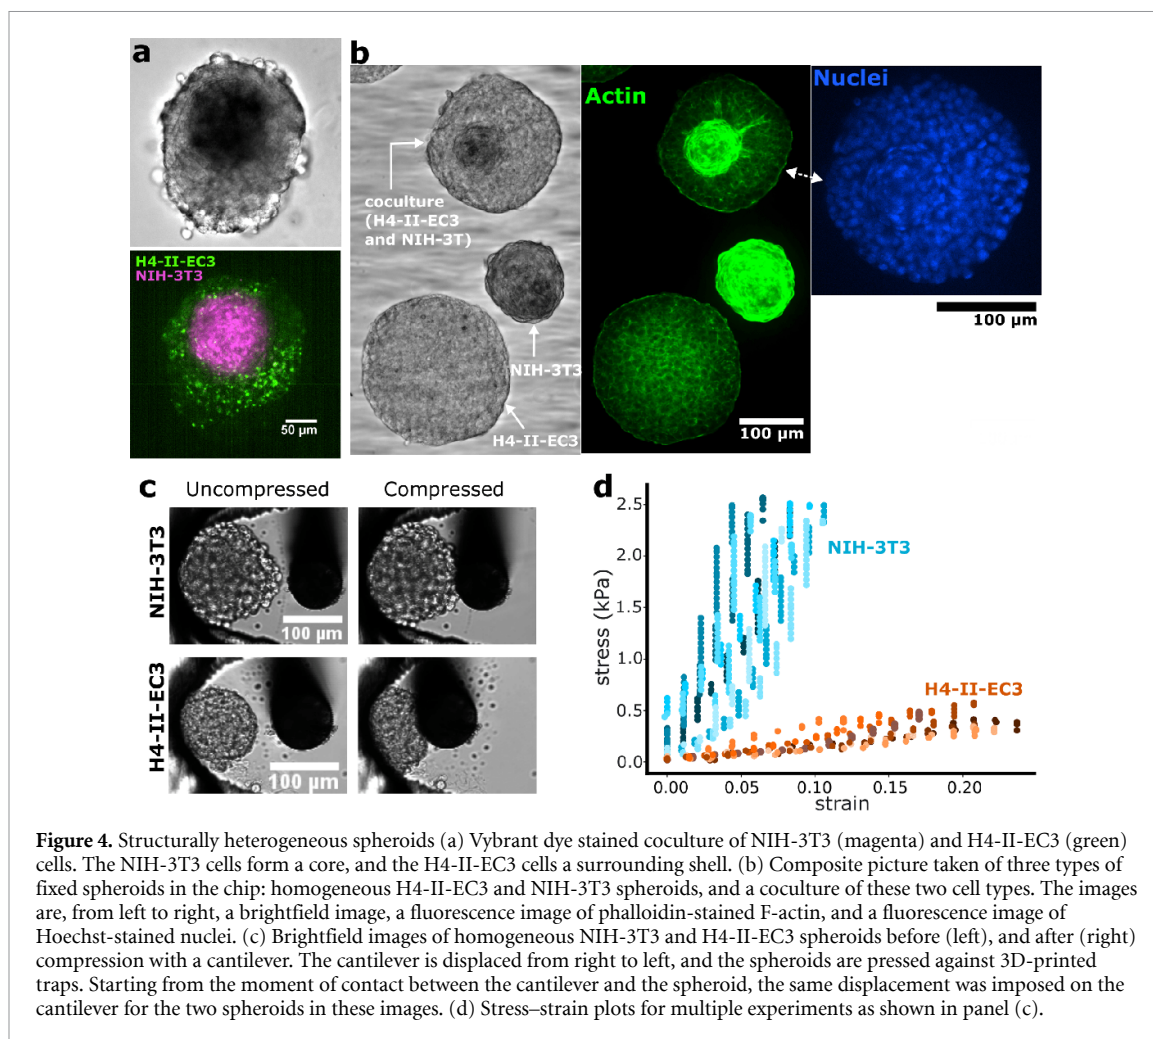 a
b
H4-II-EC3
NIH-3T3
50 µm
coculture
(H4-II-EC3
and NIH-3T)
NIH-3T3
H4-II-EC3
Actin
100 µm
Nuclei
100 µm
c
Uncompressed
Compressed
NIH-3T3
100 µm
H4-II-EC3
100 µm
d
stress (kPa)
2.5
2.0
1.5
1.0
0.5
0.0
NIH-3T3
H4-II-EC3
0.00 0.05 0.10 0.15 0.20
strain
Figure 4. Structurally heterogeneous spheroids (a) Vybrant dye stained coculture of NIH-3T3 (magenta) and H4-II-EC3 (green)
cells. The NIH-3T3 cells form a core, and the H4-II-EC3 cells a surrounding shell. (b) Composite picture taken of three types of
fixed spheroids in the chip: homogeneous H4-II-EC3 and NIH-3T3 spheroids, and a coculture of these two cell types. The images
are, from left to right, a brightfield image, a fluorescence image of phalloidin-stained F-actin, and a fluorescence image of
Hoechst-stained nuclei. (c) Brightfield images of homogeneous NIH-3T3 and H4-II-EC3 spheroids before (left), and after (right)
compression with a cantilever. The cantilever is displaced from right to left, and the spheroids are pressed against 3D-printed
traps. Starting from the moment of contact between the cantilever and the spheroid, the same displacement was imposed on the
cantilever for the two spheroids in these images. (d) Stress–strain plots for multiple experiments as shown in panel (c).